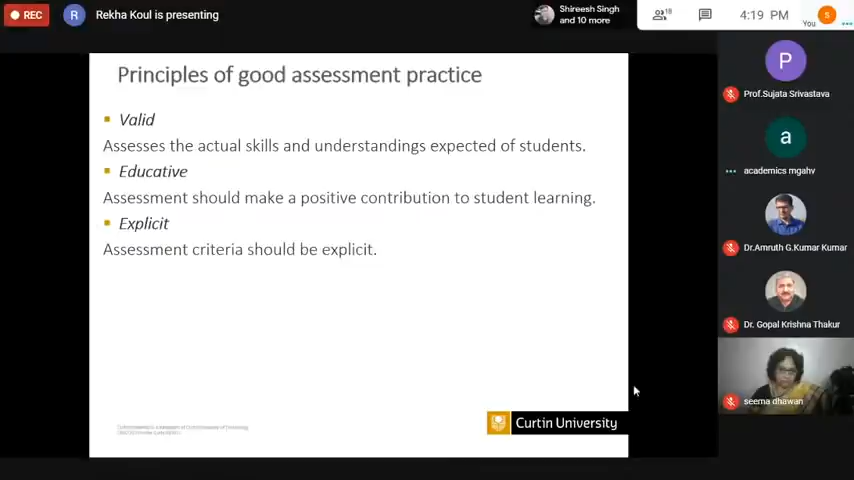 REC
R
Rekha Koul is presenting
Shireesh Singh
and 10 more
18
4:19 PM
S
You
Principles of good assessment practice
Valid
Assesses the actual skills and understandings expected of students.
Educative
Assessment should make a positive contribution to student learning.
Explicit
Assessment criteria should be explicit.
Curtin University
P
Prof.Sujata Srivastava
a
academics mgahv
Dr.Amruth G.Kumar Kumar
Dr. Gopal Krishna Thakur
seema dhawan